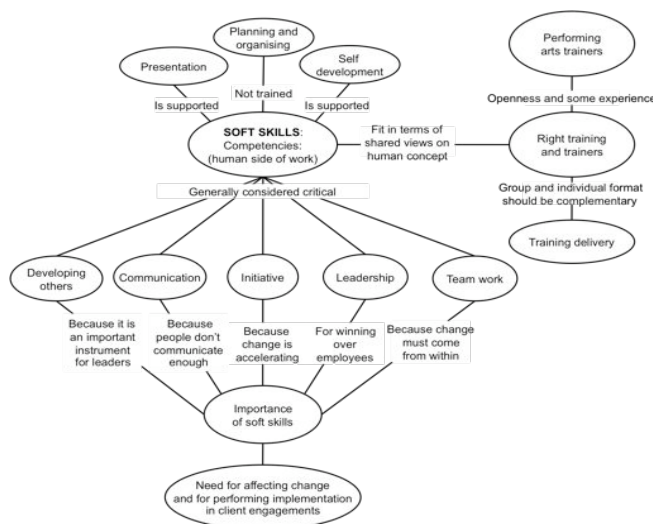 Planning and
organising
Performing
arts trainers
Presentation
Self
development
Is supported
Not trained
Is supported
Openness and some experience
SOFT SKILLS:
Competencies:
(human side of work)
Fit in terms of
shared views on
human concept
Right training
and trainers
Generally considered critical
Group and individual format
should be complementary
Training delivery
Developing
others
Communication
Initiative
Leadership
Team work
Because it is
an important
instrument
for leaders
Because
people don't
communicate
enough
Because
change is
accelerating
For winning
over
employees
Because change
must come
from within
Importance
of soft skills
Need for affecting change
and for performing implementation
in client engagements